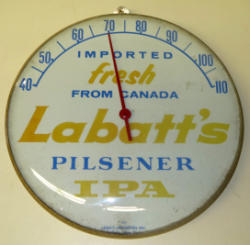 40 50 60 70 80 90 100 110
IMPORTED
fresh
FROM CANADA
Labatt's
PILSENER
IPA